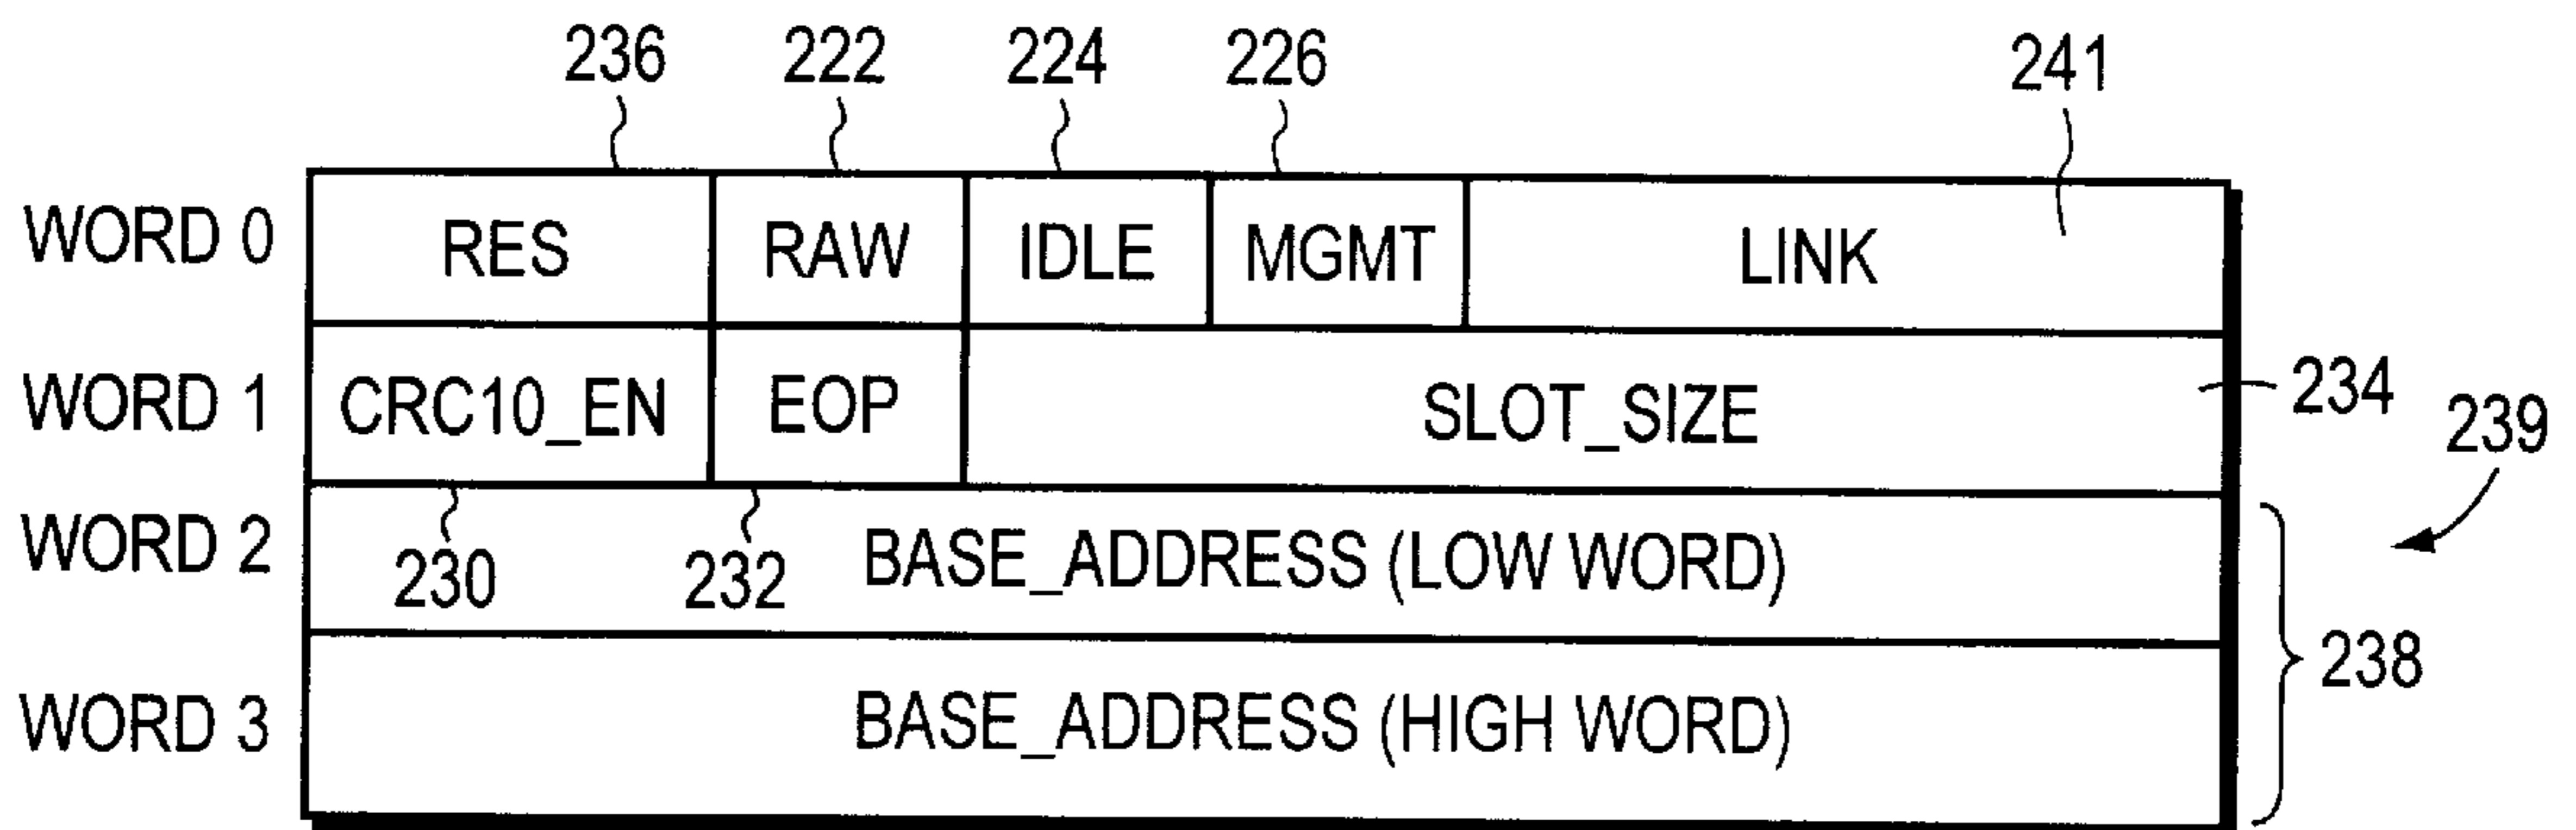 236 222 224 226 241
WORD 0 RES RAW IDLE MGMT LINK
WORD 1 CRC10_EN EOP SLOT_SIZE 234
239
WORD 2 BASE_ADDRESS (LOW WORD)
230 232
238
WORD 3 BASE_ADDRESS (HIGH WORD)